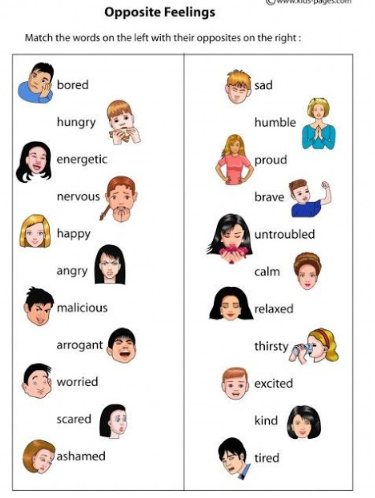 ©www.kids-pages.com
Opposite Feelings
Match the words on the left with their opposites on the right :
bored
hungry
energetic
nervous
happy
angry
malicious
arrogant
worried
scared
ashamed
sad
humble
proud
brave
untroubled
calm
relaxed
thirsty
excited
kind
tired